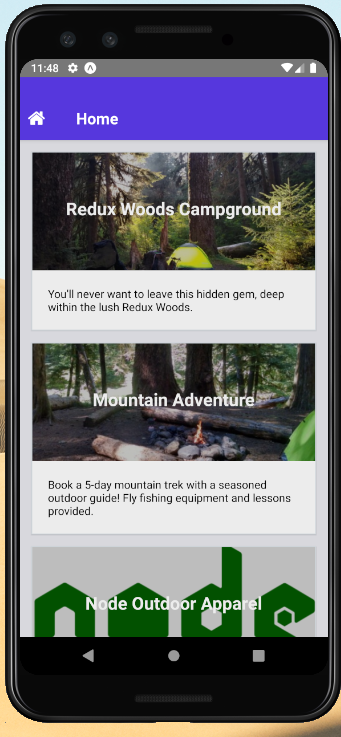 11:48
Home
Redux Woods Campground
You'll never want to leave this hidden gem, deep
within the lush Redux Woods.
Mountain Adventure
Book a 5-day mountain trek with a seasoned
outdoor guide! Fly fishing equipment and lessons
provided.
node
Node Outdoor Apparel